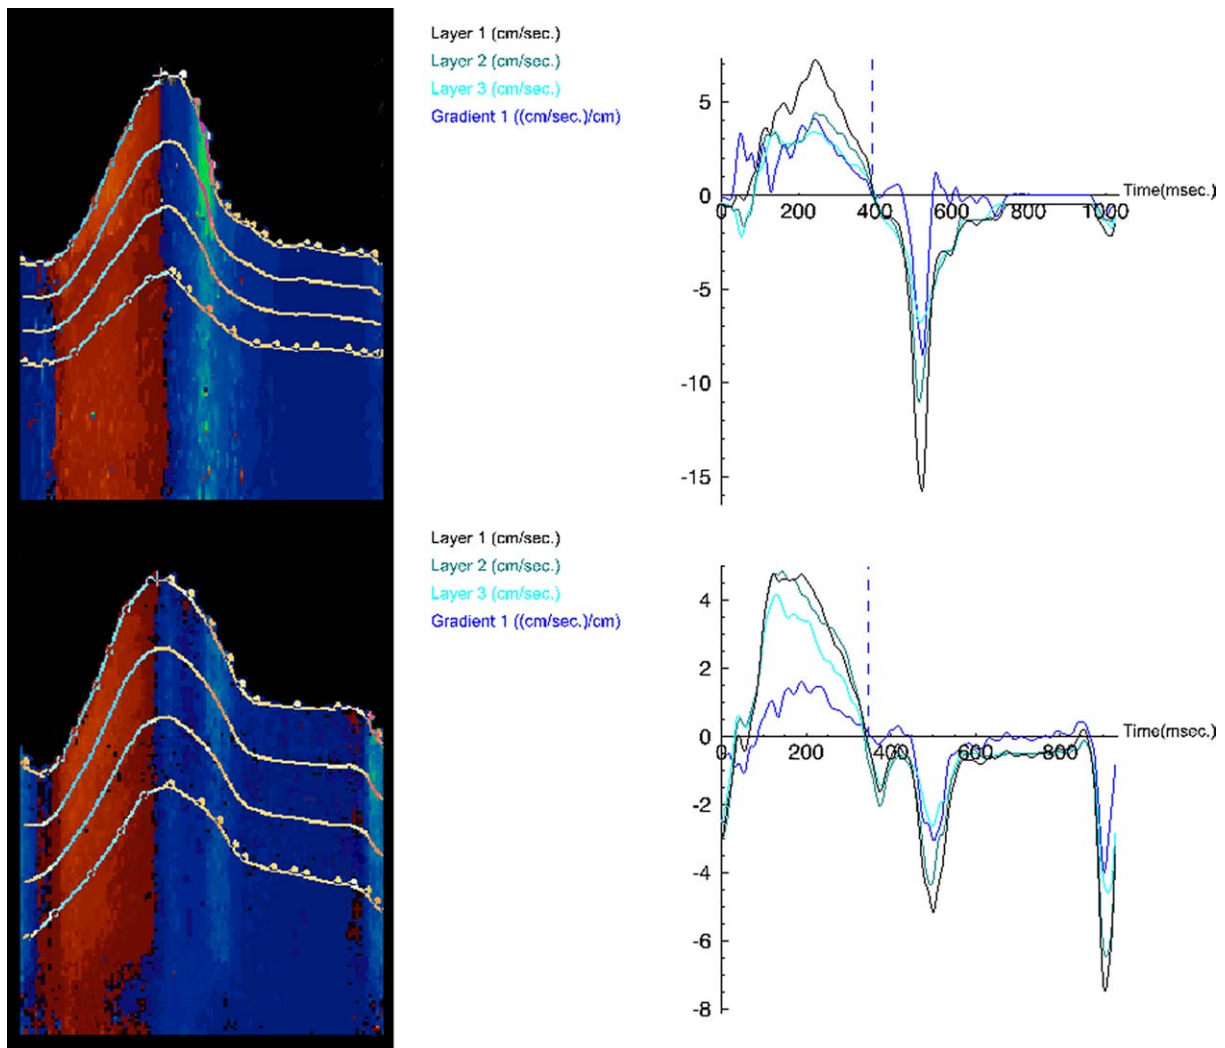 Layer 1 (cm/sec.)
Layer 2 (cm/sec.)
Layer 3 (cm/sec.)
Gradient 1 ((cm/sec.)/cm)
5
0
-5
-10
-15
0 200 400 600 800 1000
Time(msec.)
Layer 1 (cm/sec.)
Layer 2 (cm/sec.)
Layer 3 (cm/sec.)
Gradient 1 ((cm/sec.)/cm)
4
2
0
-2
-4
-6
-8
0 200 400 600 800
Time(msec.)